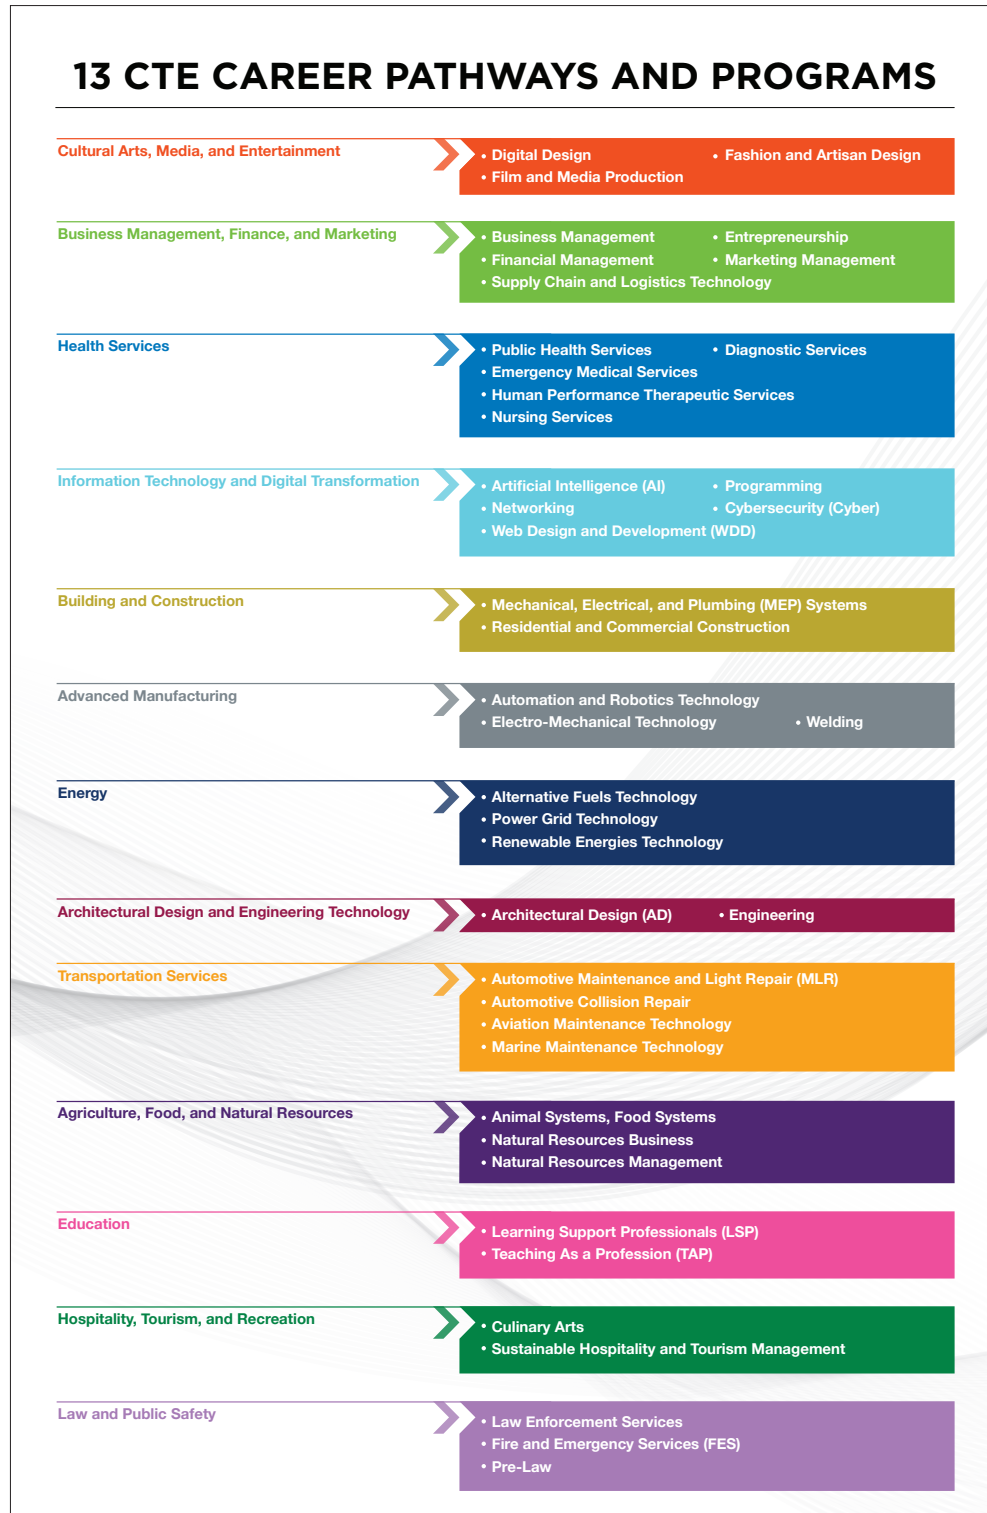 13 CTE CAREER PATHWAYS AND PROGRAMS
Cultural Arts, Media, and Entertainment
• Digital Design • Fashion and Artisan Design
• Film and Media Production
Business Management, Finance, and Marketing
• Business Management • Entrepreneurship
• Financial Management • Marketing Management
• Supply Chain and Logistics Technology
Health Services
• Public Health Services • Diagnostic Services
• Emergency Medical Services
• Human Performance Therapeutic Services
• Nursing Services
Information Technology and Digital Transformation
• Artificial Intelligence (AI) • Programming
• Networking • Cybersecurity (Cyber)
• Web Design and Development (WDD)
Building and Construction
• Mechanical, Electrical, and Plumbing (MEP) Systems
• Residential and Commercial Construction
Advanced Manufacturing
• Automation and Robotics Technology
• Electro-Mechanical Technology • Welding
Energy
• Alternative Fuels Technology
• Power Grid Technology
• Renewable Energies Technology
Architectural Design and Engineering Technology
• Architectural Design (AD) • Engineering
Transportation Services
• Automotive Maintenance and Light Repair (MLR)
• Automotive Collision Repair
• Aviation Maintenance Technology
• Marine Maintenance Technology
Agriculture, Food, and Natural Resources
• Animal Systems, Food Systems
• Natural Resources Business
• Natural Resources Management
Education
• Learning Support Professionals (LSP)
• Teaching As a Profession (TAP)
Hospitality, Tourism, and Recreation
• Culinary Arts
• Sustainable Hospitality and Tourism Management
Law and Public Safety
• Law Enforcement Services
• Fire and Emergency Services (FES)
• Pre-Law